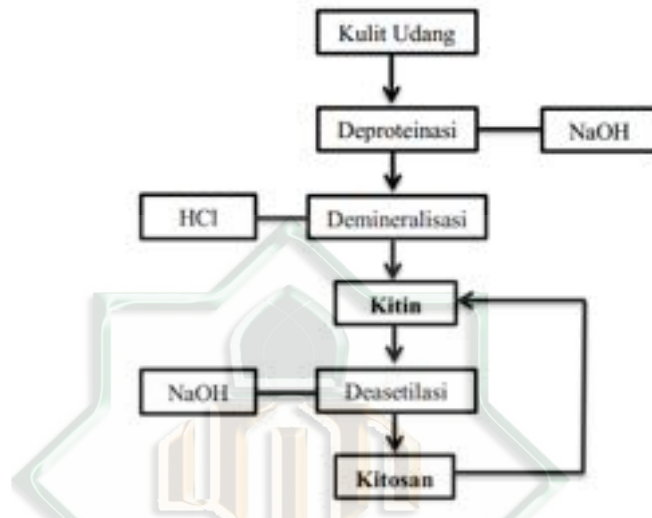 Kulit Udang
Deproteinasi
NaOH
HCl
Demineralisasi
Kitin
NaOH
Deasetilasi
Kitosan